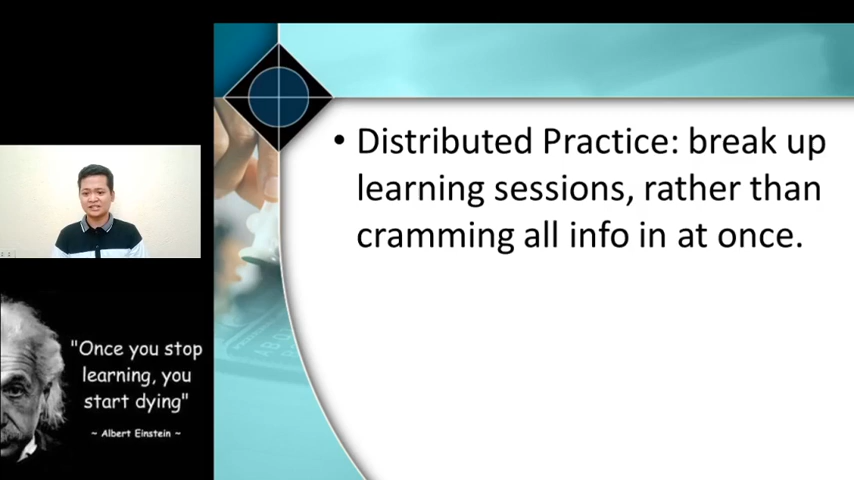 • Distributed Practice: break up
learning sessions, rather than
cramming all info in at once.
"Once you stop
learning, you
start dying"
~ Albert Einstein ~